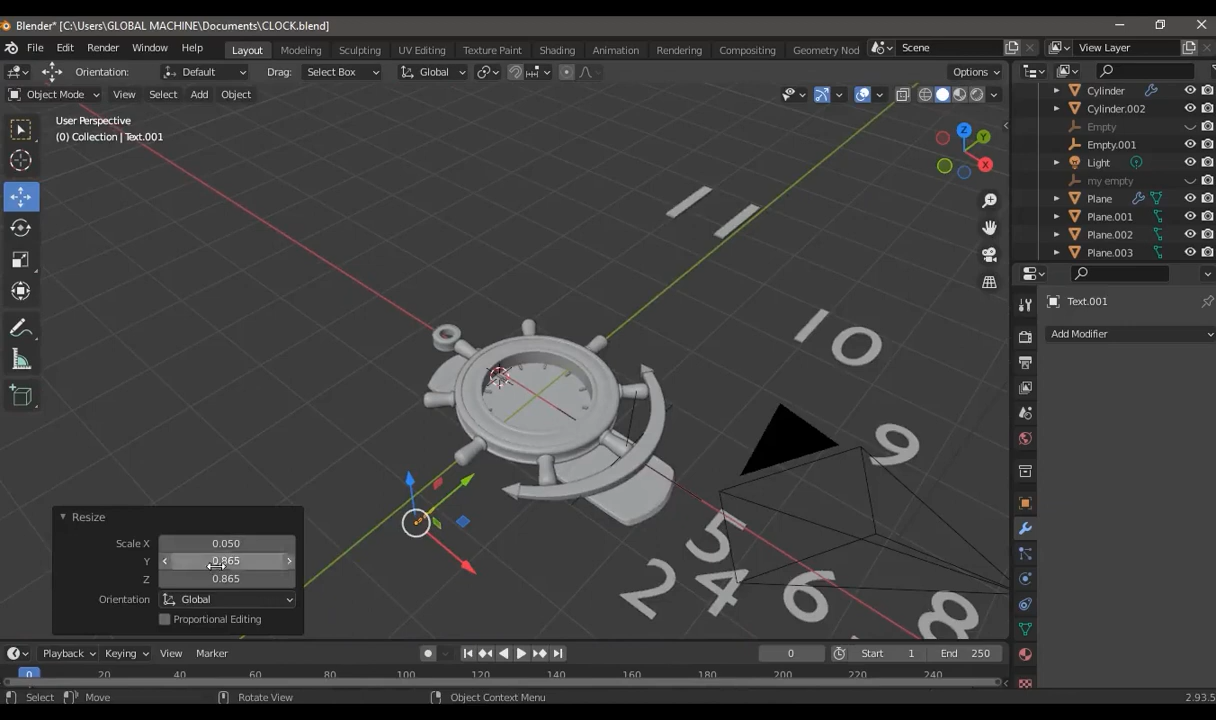 Blender* [C:\Users\GLOBAL MACHINE\Documents\CLOCK.blend]
File Edit Render Window Help Layout Modeling Sculpting UV Editing Texture Paint Shading Animation Rendering Compositing Geometry Nod Scene View Layer
Orientation: Default Drag: Select Box Global Options
Object Mode View Select Add Object
User Perspective
(0) Collection | Text.001
Z
Y
X
Cylinder
Cylinder.002
Empty
Empty.001
Light
my empty
Plane
Plane.001
Plane.002
Plane.003
Text.001
Add Modifier
11
10
9
5
2 4 6 8
Resize
Scale X 0.050
Y 0.865
Z 0.865
Orientation Global
Proportional Editing
Playback Keying View Marker 0 Start 1 End 250
0 20 40 60 80 100 120 140 160 180 200 220 240
Select Move Rotate View Object Context Menu 2.93.5